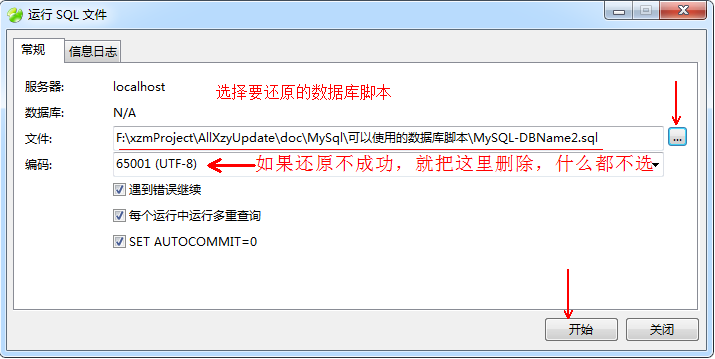 运行 SQL 文件
常规
信息日志
服务器:
localhost
选择要还原的数据库脚本
数据库:
N/A
文件:
F:\xzmProject\AllXzyUpdate\doc\MySql\可以使用的数据库脚本\MySQL-DBName2.sql
...
编码:
65001 (UTF-8)
如果还原不成功，就把这里删除，什么都不选
遇到错误继续
每个运行中运行多重查询
SET AUTOCOMMIT=0
开始
关闭